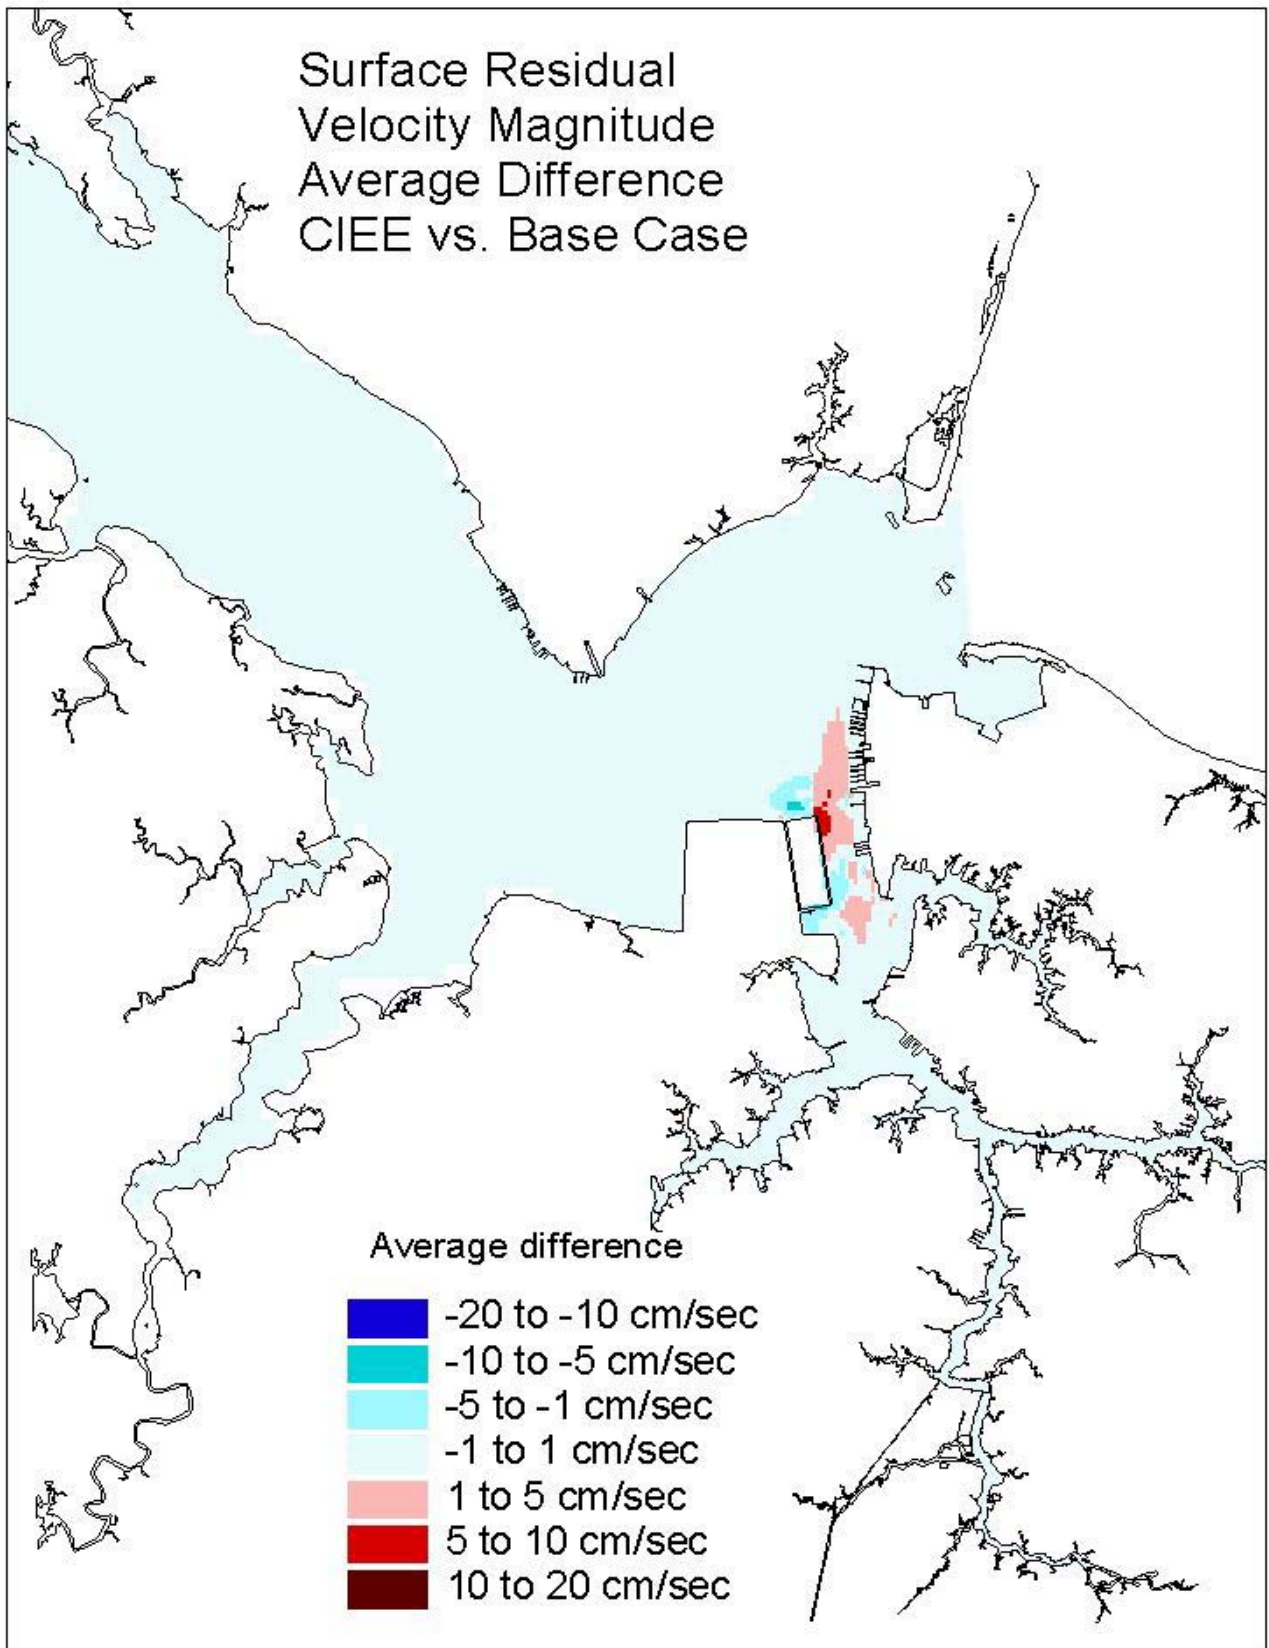 Surface Residual
Velocity Magnitude
Average Difference
CIEE vs. Base Case
Average difference
-20 to -10 cm/sec
-10 to -5 cm/sec
-5 to -1 cm/sec
-1 to 1 cm/sec
1 to 5 cm/sec
5 to 10 cm/sec
10 to 20 cm/sec